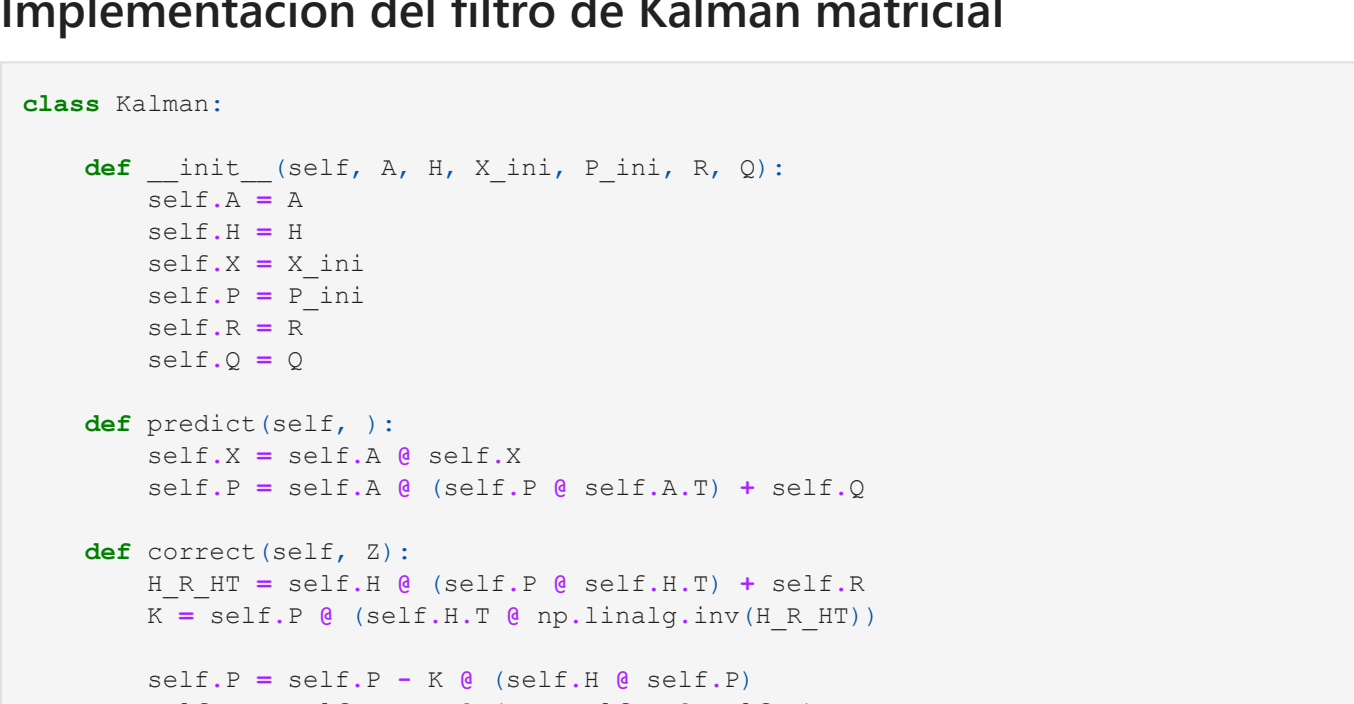 Implementación del filtro de Kalman matricial
class Kalman:
    def __init__(self, A, H, X_ini, P_ini, R, Q):
        self.A = A
        self.H = H
        self.X = X_ini
        self.P = P_ini
        self.R = R
        self.Q = Q
    def predict(self, ):
        self.X = self.A @ self.X
        self.P = self.A @ (self.P @ self.A.T) + self.Q
    def correct(self, Z):
        H_R_HT = self.H @ (self.P @ self.H.T) + self.R
        K = self.P @ (self.H.T @ np.linalg.inv(H_R_HT))
        self.P = self.P - K @ (self.H @ self.P)